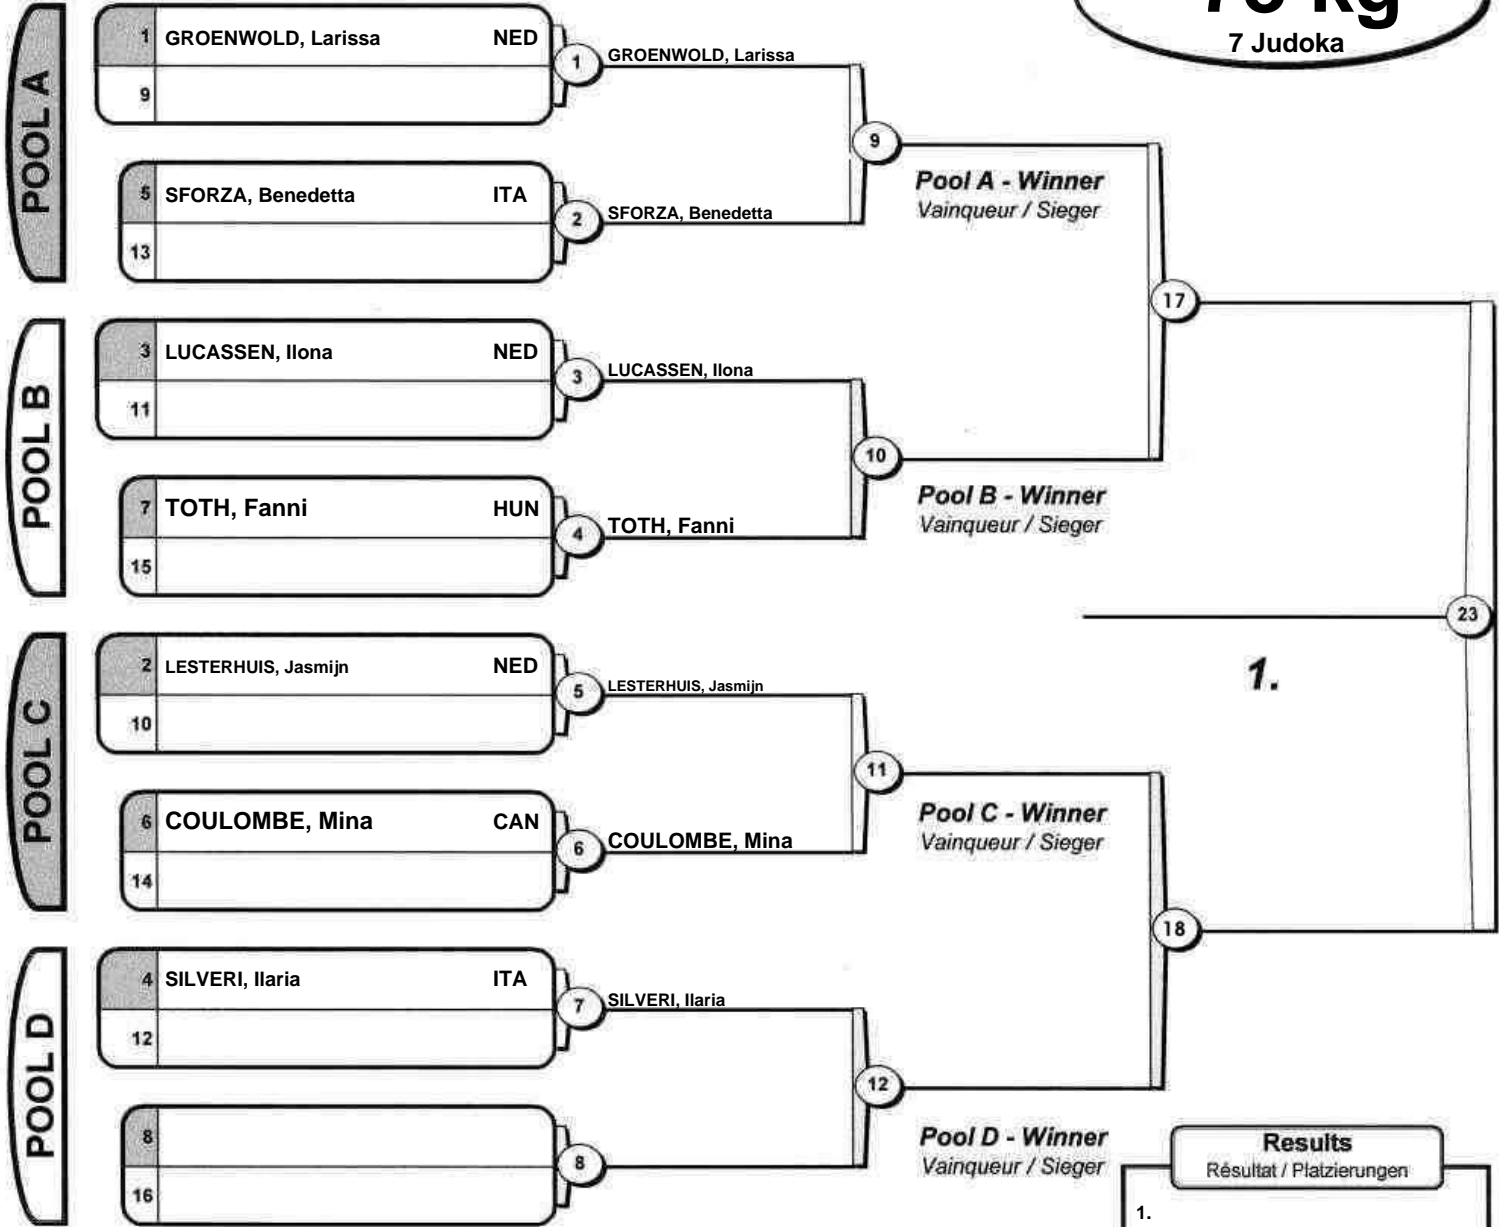 78 kg
7 Judoka
POOL A
1 GROENWOLD, Larissa NED
9
1
GROENWOLD, Larissa
9
5 SFORZA, Benedetta ITA
13
2
SFORZA, Benedetta
Pool A - Winner
Vainqueur / Sieger
17
POOL B
3 LUCASSEN, Ilona NED
11
3
LUCASSEN, Ilona
10
7 TOTH, Fanni HUN
15
4
TOTH, Fanni
Pool B - Winner
Vainqueur / Sieger
23
1.
POOL C
2 LESTERHUIS, Jasmijn NED
10
5
LESTERHUIS, Jasmijn
11
6 COULOMBE, Mina CAN
14
6
COULOMBE, Mina
Pool C - Winner
Vainqueur / Sieger
18
POOL D
4 SILVERI, Ilaria ITA
12
7
SILVERI, Ilaria
12
8
16
8
Pool D - Winner
Vainqueur / Sieger
Results
Résultat / Platzierungen
1.